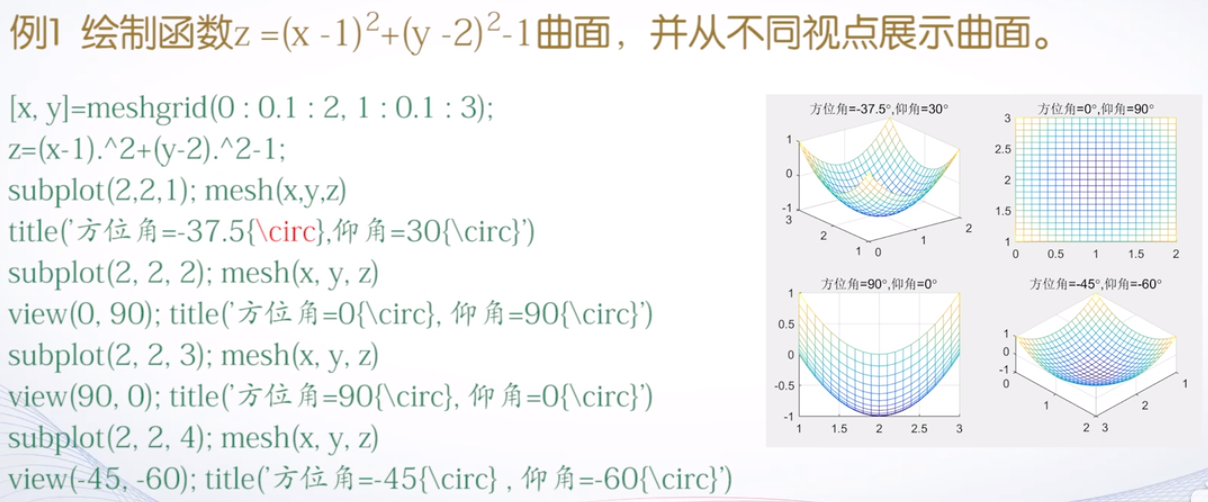 例1 绘制函数z =(x -1)²+(y -2)²-1曲面，并从不同视点展示曲面。
[x, y]=meshgrid(0 : 0.1 : 2, 1 : 0.1 : 3);
z=(x-1).^2+(y-2).^2-1;
subplot(2,2,1); mesh(x,y,z)
title('方位角=-37.5{\circ},仰角=30{\circ}')
subplot(2, 2, 2); mesh(x, y, z)
view(0, 90); title('方位角=0{\circ}, 仰角=90{\circ}')
subplot(2, 2, 3); mesh(x, y, z)
view(90, 0); title('方位角=90{\circ}, 仰角=0{\circ}')
subplot(2, 2, 4); mesh(x, y, z)
view(-45, -60); title('方位角=-45{\circ} , 仰角=-60{\circ}')
方位角=-37.5°,仰角=30°
1
0
-1
3
2
1
0
1
2
方位角=0°,仰角=90°
3
2.5
2
1.5
1
0 0.5 1 1.5 2
方位角=90°,仰角=0°
1
0.5
0
-0.5
-1
1 1.5 2 2.5 3
方位角=-45°,仰角=-60°
1
0
-1
0
1
2
3
2
1